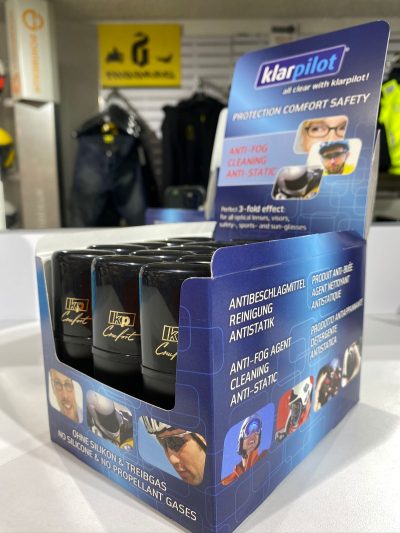 klarpilot
all clear with klarpilot!
PROTECTION COMFORT SAFETY
ANTI-FOG
CLEANING
ANTI-STATIC
Perfect 3-fold effect:
for all optical lenses, visors,
safety-, sports- and sun-glasses
kp
Comfort
kp
ANTIBESCHLAGMITTEL
REINIGUNG
ANTISTATIK
PRODUIT ANTI-BUÉE
AGENT NETTOYANT
ANTISTATIQUE
ANTI-FOG AGENT
CLEANING
ANTI-STATIC
PRODOTTO ANTIAPPANNANTE
DETERGENTE
ANTISTATICA
OHNE SILIKON & TREIBGAS
NO SILICONE & NO PROPELLANT GASES